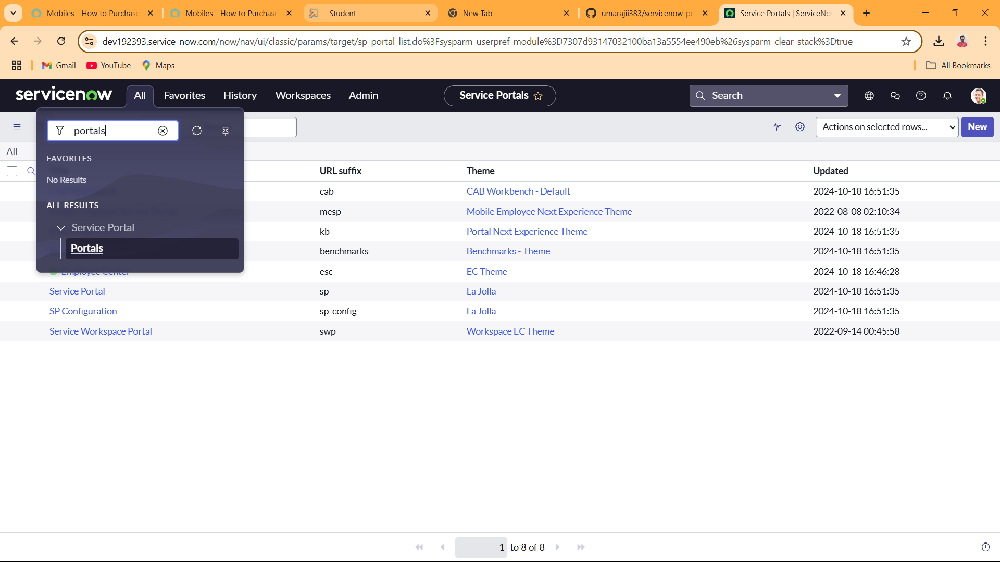 Mobiles - How to Purchase
Mobiles - How to Purchase
- Student
New Tab
umarajii383/servicenow-pr
Service Portals | ServiceNo
dev192393.service-now.com/now/nav/ui/classic/params/target/sp_portal_list.do%3Fsysparm_userpref_module%3D7307d93147032100ba13a5554ee490eb%26sysparm_clear_stack%3Dtrue
Gmail
YouTube
Maps
All Bookmarks
servicenow
All
Favorites
History
Workspaces
Admin
Service Portals
Search
portals
Actions on selected rows...
New
All
FAVORITES
No Results
ALL RESULTS
Service Portal
Portals
URL suffix
Theme
Updated
cab
CAB Workbench - Default
2024-10-18 16:51:35
mesp
Mobile Employee Next Experience Theme
2022-08-08 02:10:34
kb
Portal Next Experience Theme
2024-10-18 16:51:35
benchmarks
Benchmarks - Theme
2024-10-18 16:51:35
Employee Center
esc
EC Theme
2024-10-18 16:46:28
Service Portal
sp
La Jolla
2024-10-18 16:51:35
SP Configuration
sp_config
La Jolla
2024-10-18 16:51:35
Service Workspace Portal
swp
Workspace EC Theme
2022-09-14 00:45:58
1 to 8 of 8